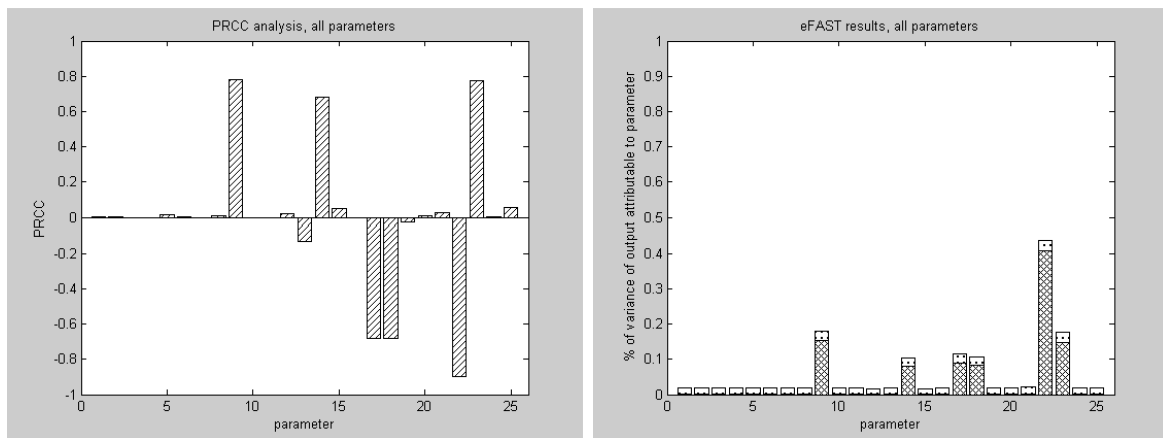 PRCC analysis, all parameters
1
0.8
0.6
0.4
0.2
0
-0.2
-0.4
-0.6
-0.8
-1
PRCC
0 5 10 15 20 25
parameter
eFAST results, all parameters
1
0.9
0.8
0.7
0.6
0.5
0.4
0.3
0.2
0.1
0
% of variance of output attributable to parameter
0 5 10 15 20 25
parameter